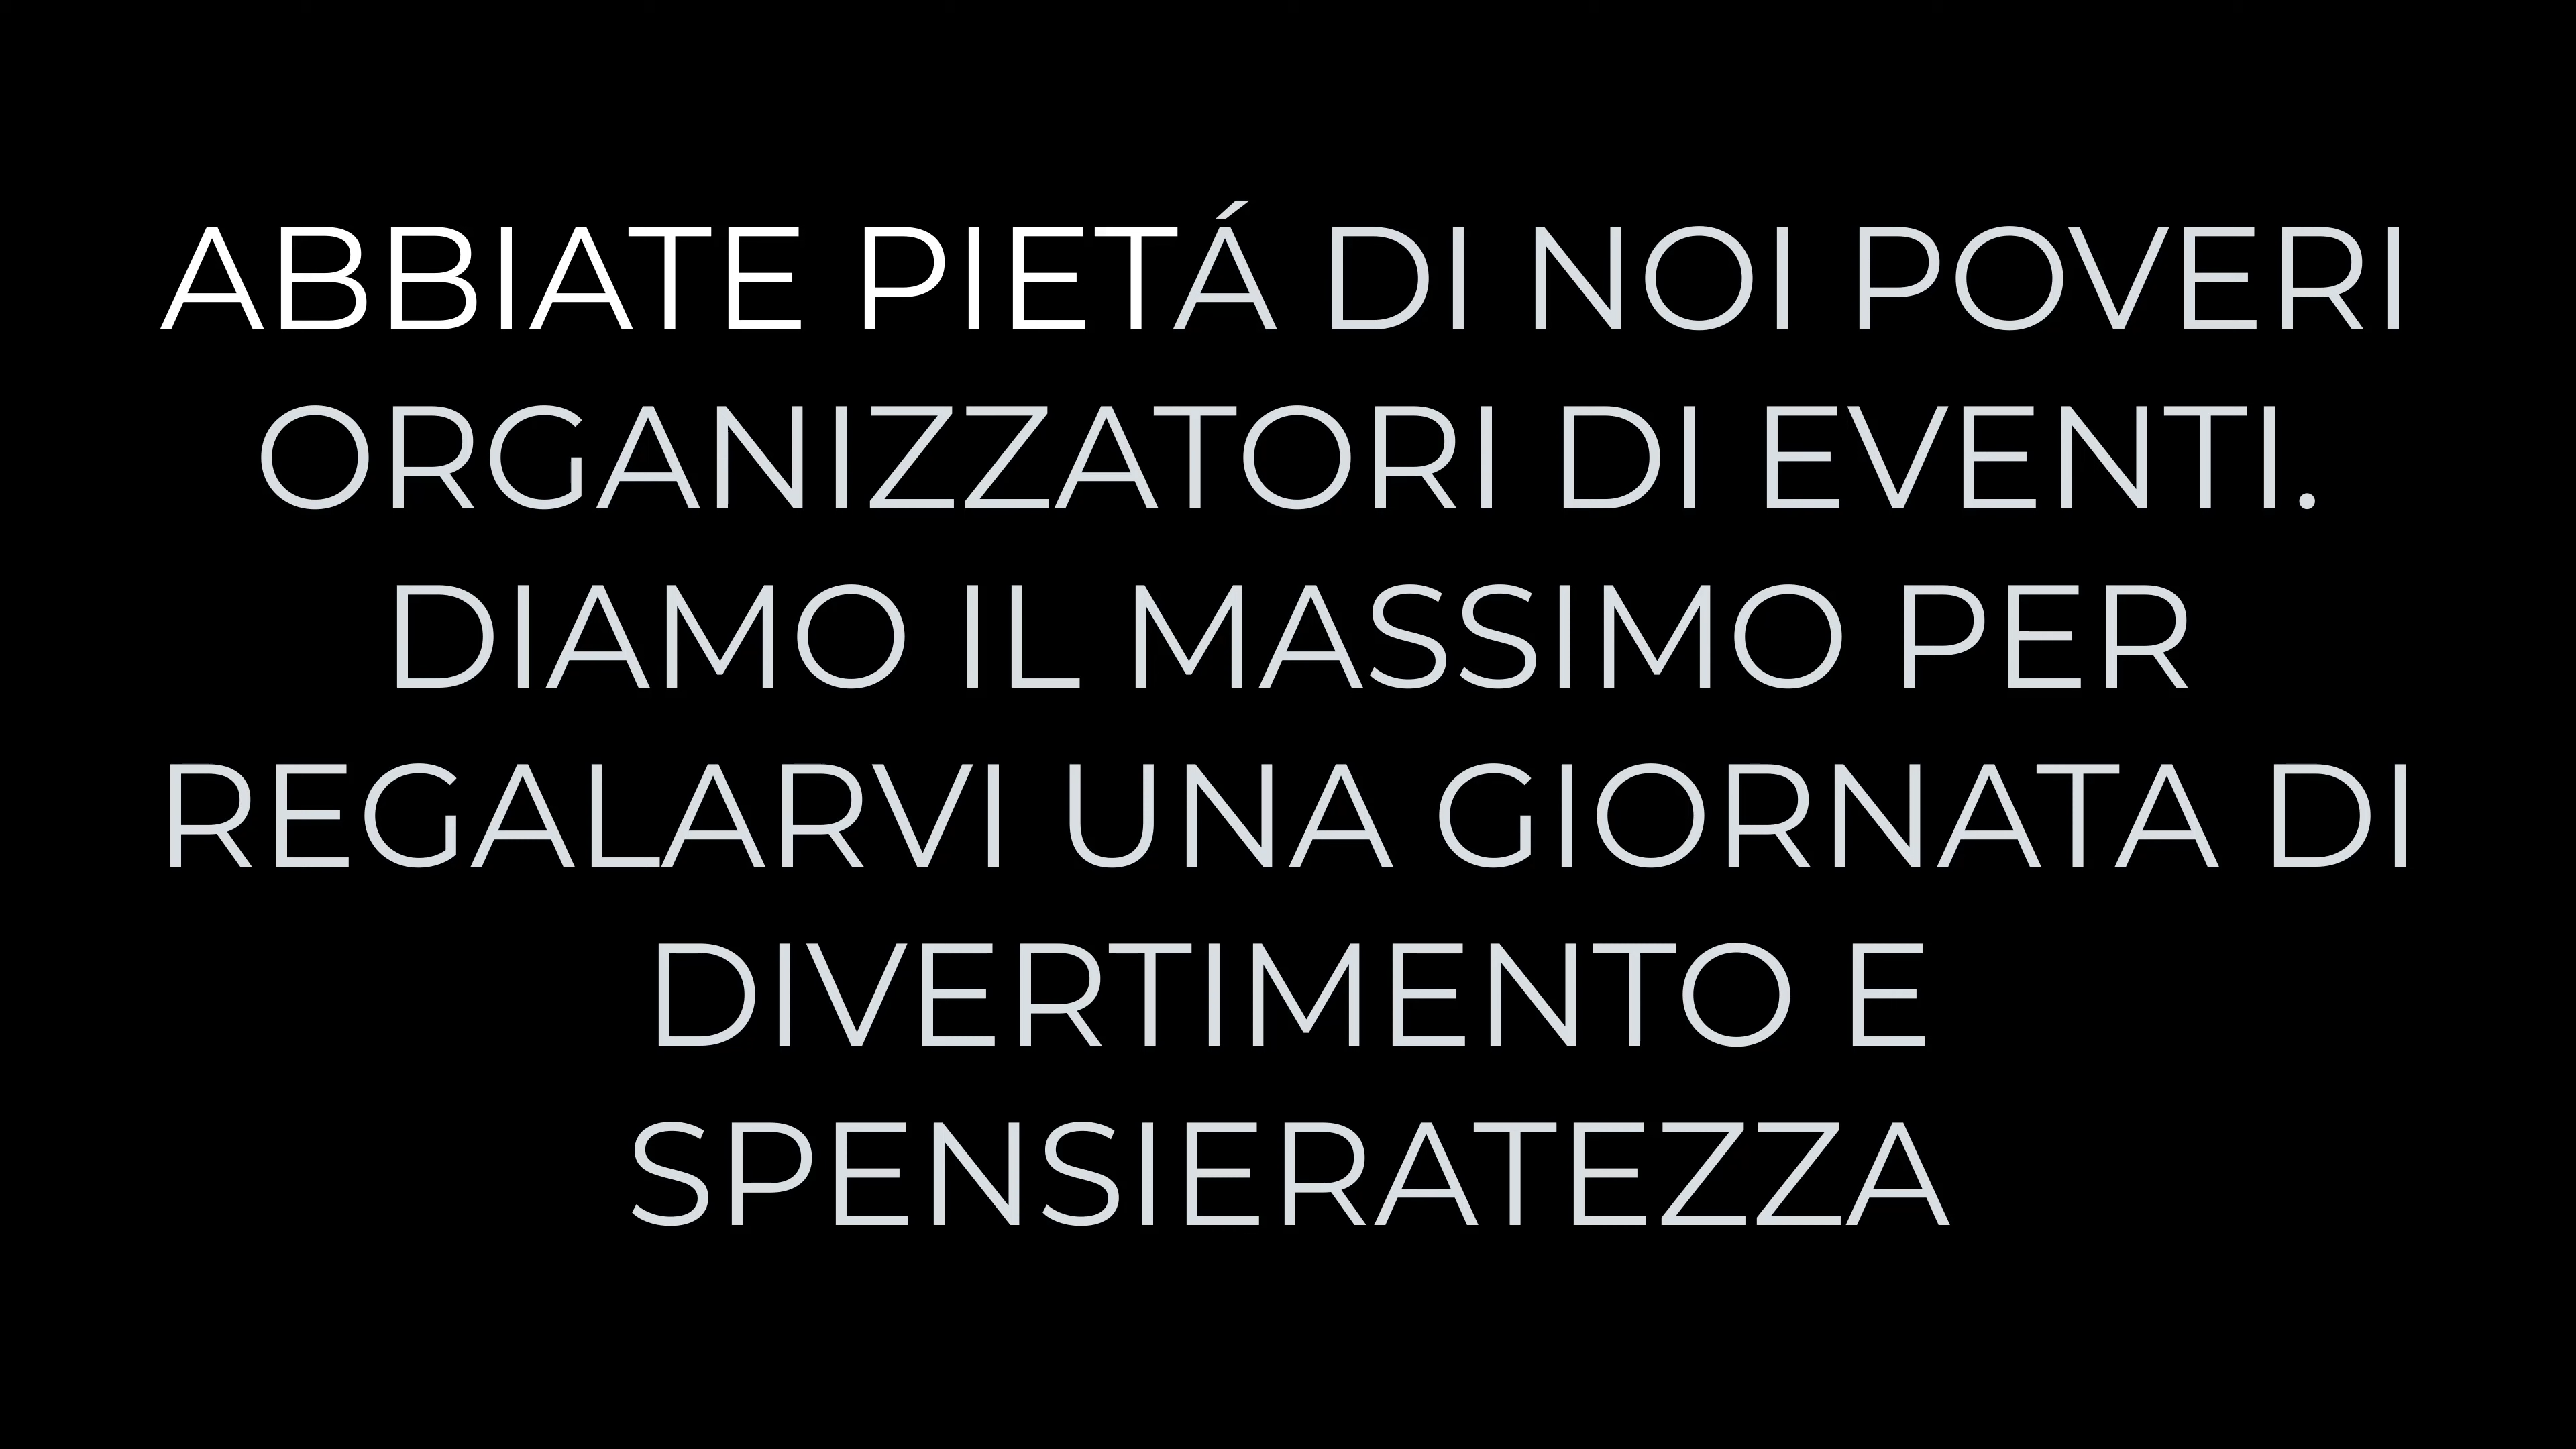 ABBIATE PIETÁ DI NOI POVERI
ORGANIZZATORI DI EVENTI.
DIAMO IL MASSIMO PER
REGALARVI UNA GIORNATA DI
DIVERTIMENTO E
SPENSIERATEZZA